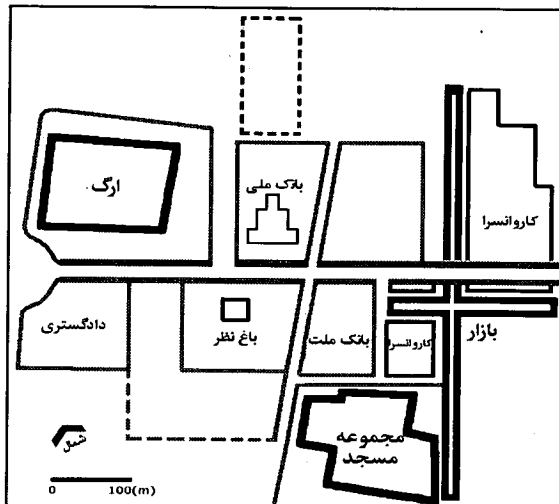 ارگ
بانک ملی
کاروانسرا
دادگستری
باغ نظر
بانک ملت
کاروانسرا
بازار
مجموعه
مسجد
شمال
0 100(m)